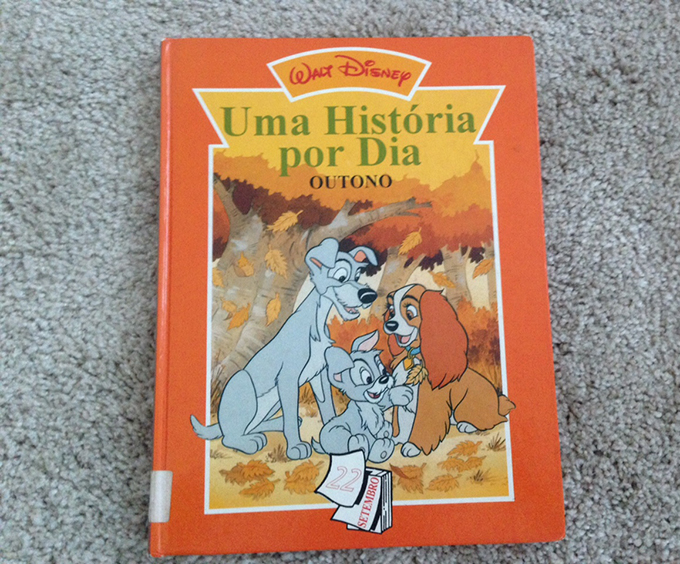 WALT DISNEY
Uma História
por Dia
OUTONO
22
SETEMBRO